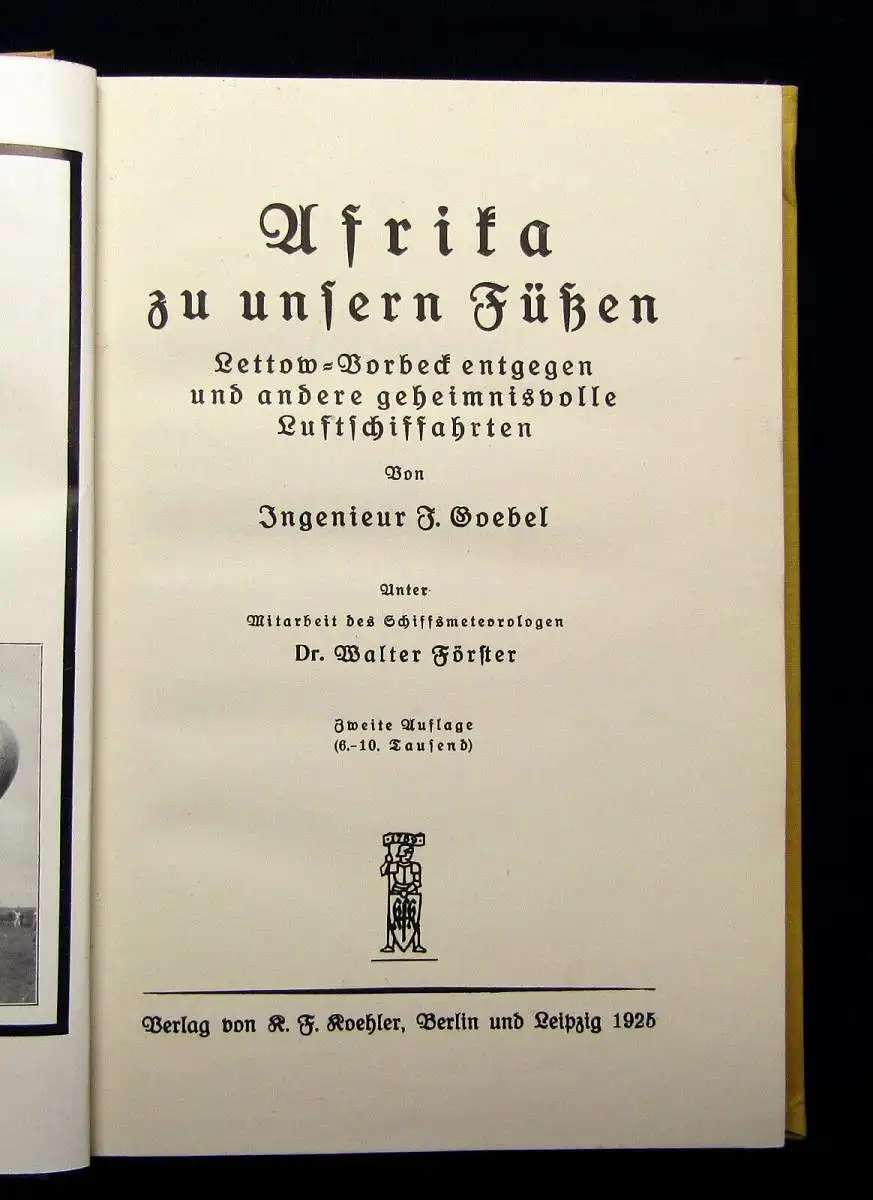 Afrika
zu unsern Füßen
Lettow-Vorbeck entgegen
und andere geheimnisvolle
Luftschiffahrten
Von
Ingenieur J. Goebel
Unter
Mitarbeit des Schiffsmeteorologen
Dr. Walter Förster
Zweite Auflage
(6.-10. Tausend)
·1789·
Verlag von K. F. Koehler, Berlin und Leipzig 1925